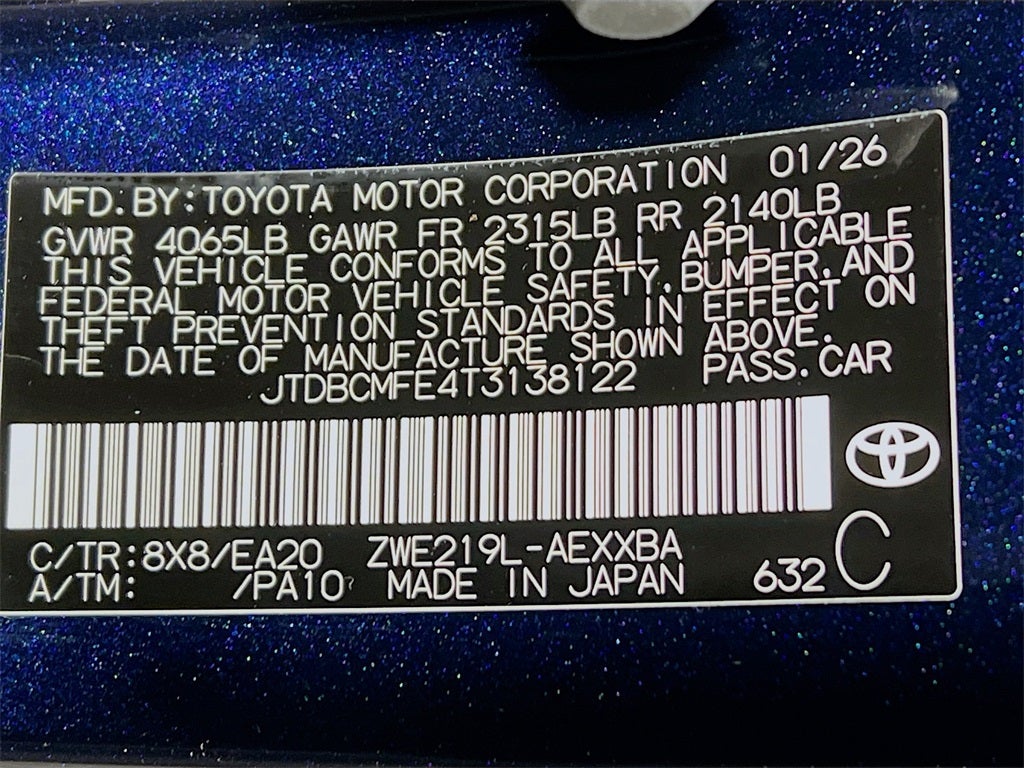 MFD.BY:TOYOTA MOTOR CORPORATION 01/26
GVWR 4065LB GAWR FR 2315LB RR 2140LB
THIS VEHICLE CONFORMS TO ALL APPLICABLE
FEDERAL MOTOR VEHICLE SAFETY,BUMPER,AND
THEFT PREVENTION STANDARDS IN EFFECT ON
THE DATE OF MANUFACTURE SHOWN ABOVE.
JTDBCMFE4T3138122 PASS.CAR
C/TR:8X8/EA20 ZWE219L-AEXXBA
A/TM: /PA10 MADE IN JAPAN 632 C